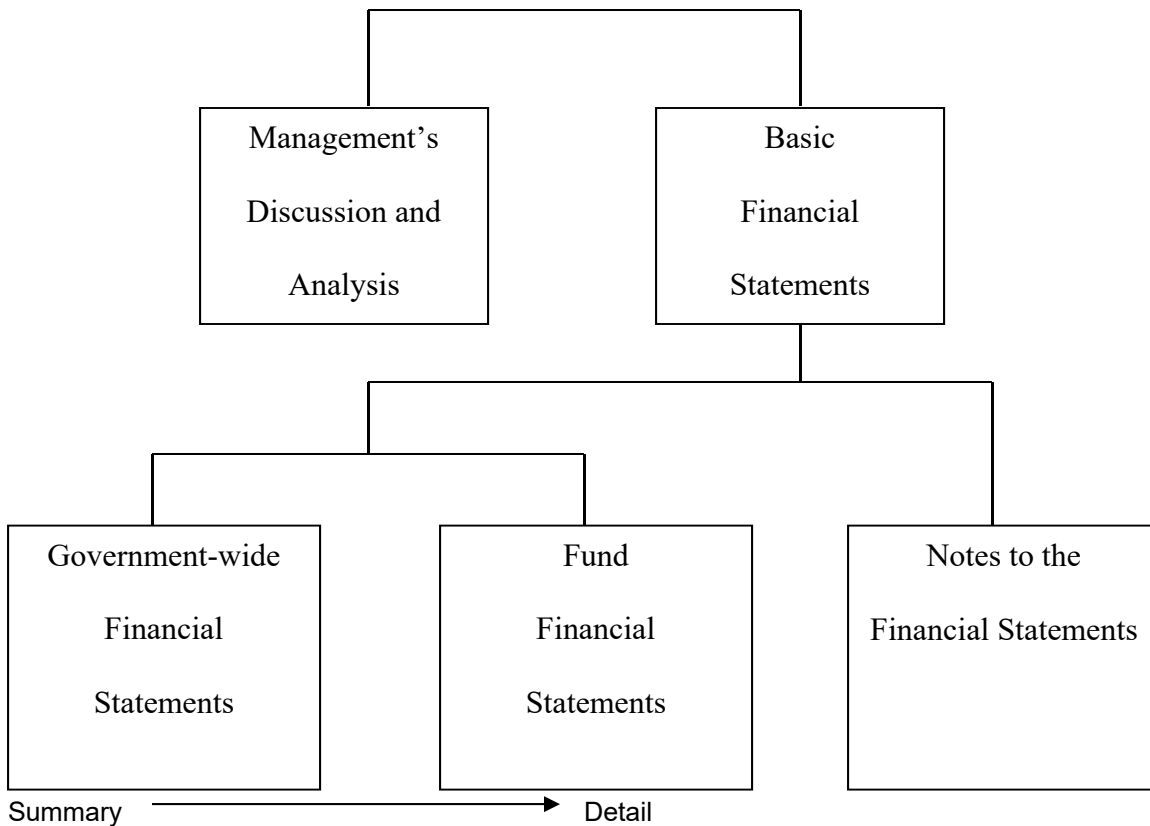 Management’s
Discussion and
Analysis
Basic
Financial
Statements
Government-wide
Financial
Statements
Fund
Financial
Statements
Notes to the
Financial Statements
Summary
Detail